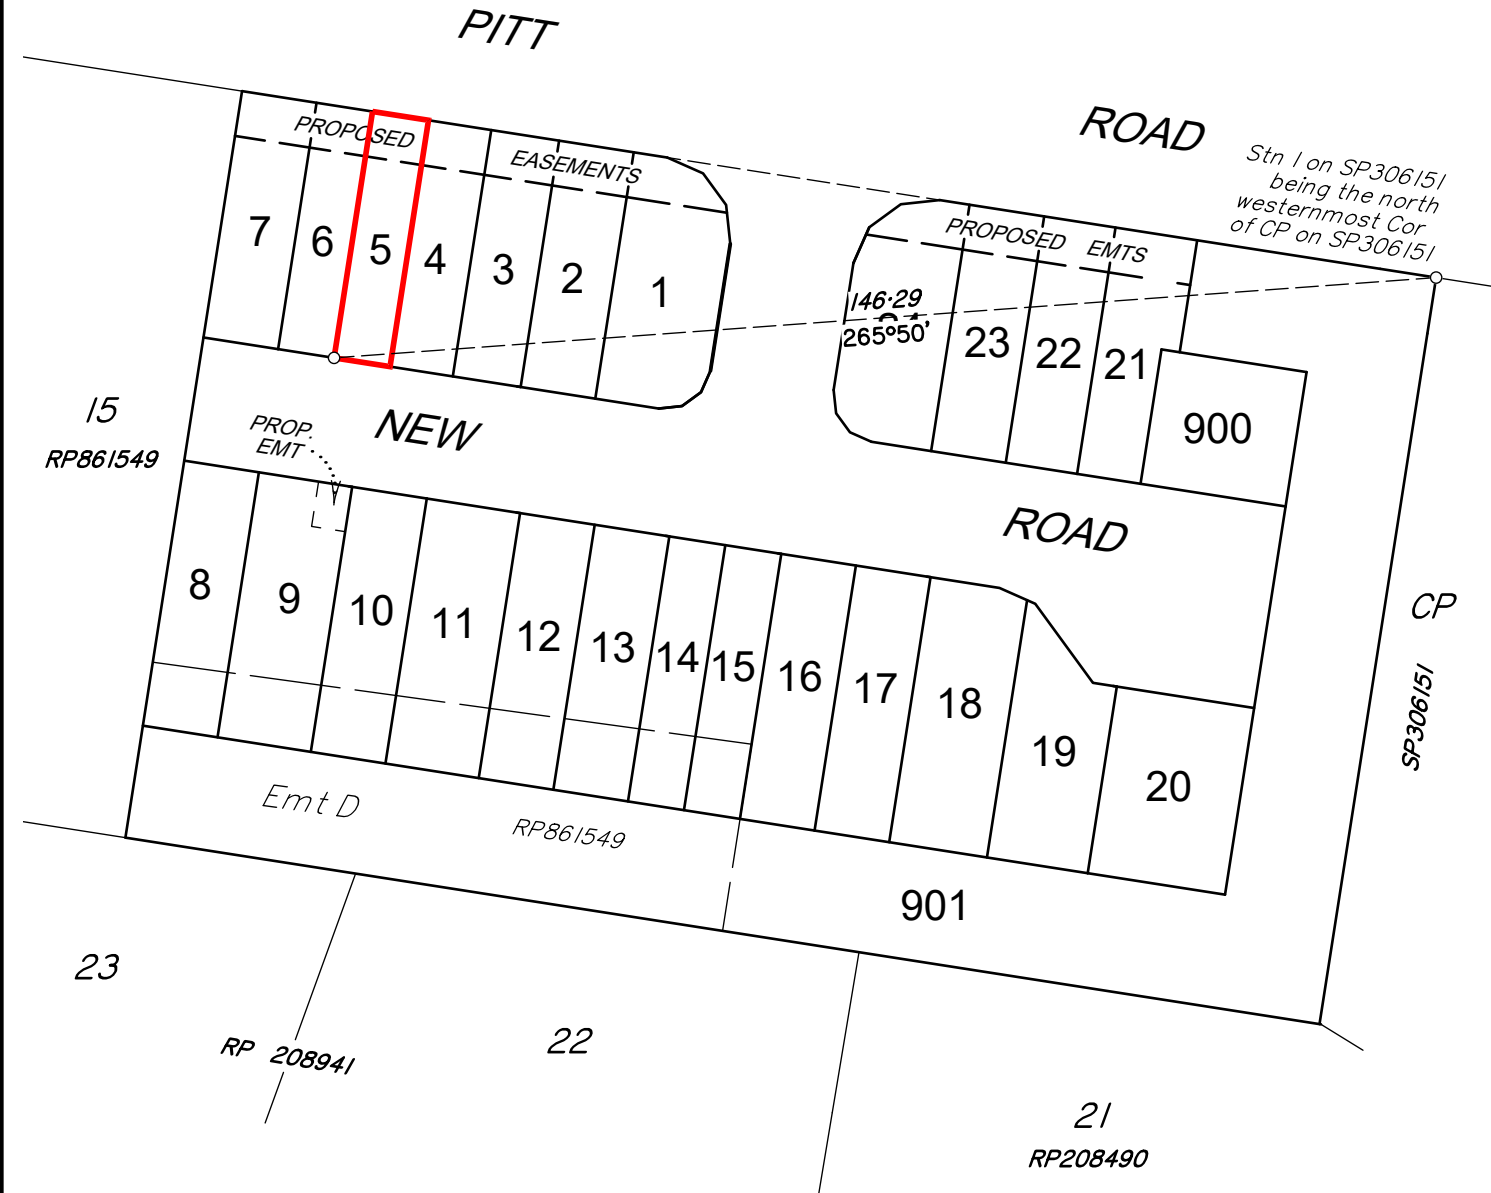 PITT
ROAD
Stn 1 on SP306151
being the north
westernmost Cor
of CP on SP306151
PROPOSED
EASEMENTS
PROPOSED EMTS
7
6
5
4
3
2
1
146·29
265°50'
23
22
21
900
15
RP861549
PROP.
EMT
NEW
ROAD
8
9
10
11
12
13
14
15
16
17
18
19
20
CP
SP306151
Emt D
RP861549
901
23
RP 208941
22
21
RP208490